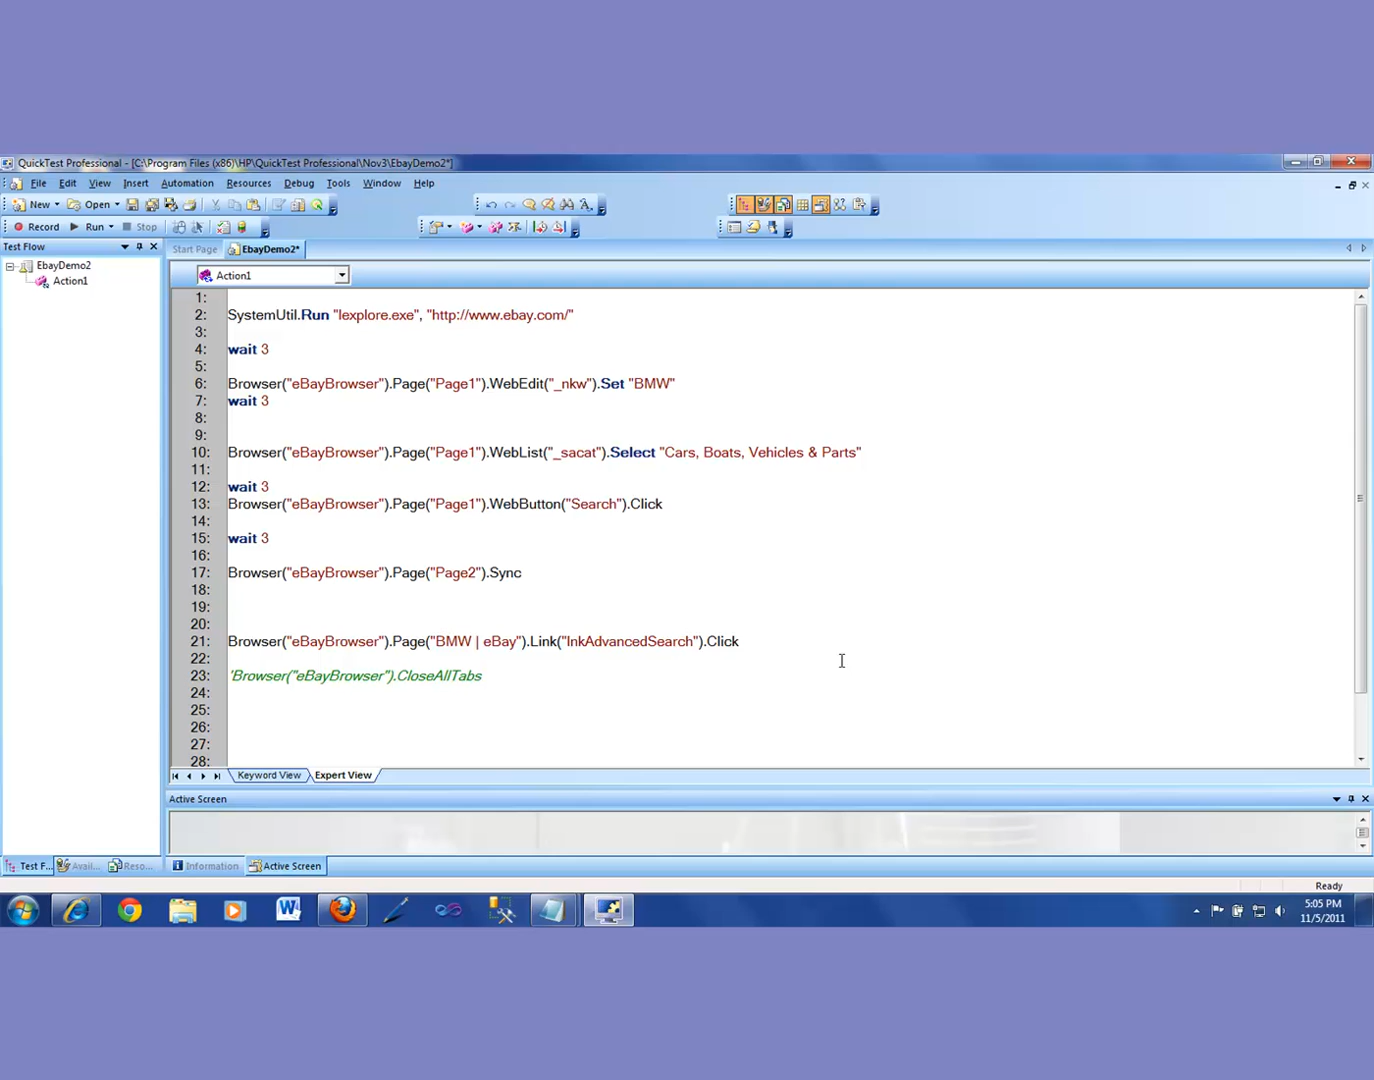 QuickTest Professional - [C:\Program Files (x86)\HP\QuickTest Professional\Nov3\EbayDemo2*]
File Edit View Insert Automation Resources Debug Tools Window Help
New Open
Record Run Stop
Test Flow
Start Page EbayDemo2*
EbayDemo2
Action1
Action1
1:
2: SystemUtil.Run "Iexplore.exe", "http://www.ebay.com/"
3:
4: wait 3
5:
6: Browser("eBayBrowser").Page("Page1").WebEdit("_nkw").Set "BMW"
7: wait 3
8:
9:
10: Browser("eBayBrowser").Page("Page1").WebList("_sacat").Select "Cars, Boats, Vehicles & Parts"
11:
12: wait 3
13: Browser("eBayBrowser").Page("Page1").WebButton("Search").Click
14:
15: wait 3
16:
17: Browser("eBayBrowser").Page("Page2").Sync
18:
19:
20:
21: Browser("eBayBrowser").Page("BMW | eBay").Link("lnkAdvancedSearch").Click
22:
23: 'Browser("eBayBrowser").CloseAllTabs
24:
25:
26:
27:
28:
Keyword View Expert View
Active Screen
Test F... Avai... Reso... Information Active Screen
Ready
5:05 PM
11/5/2011